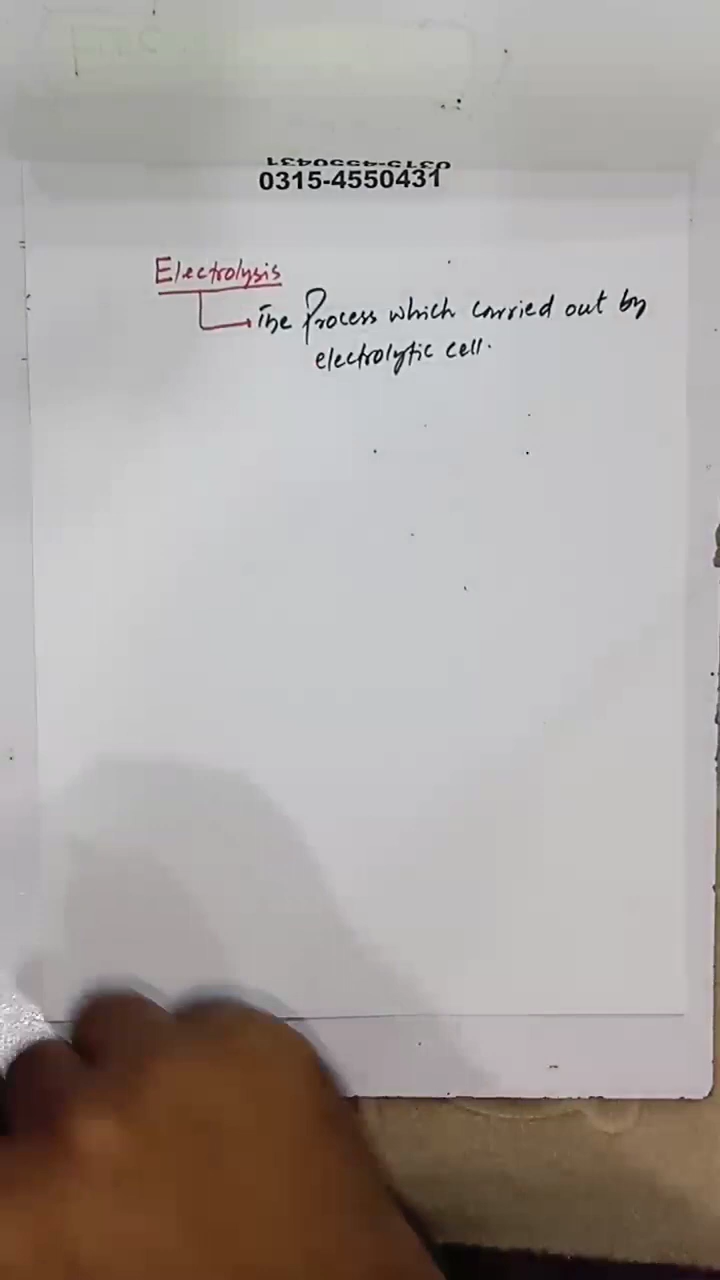 0315-4550431
Electrolysis
The Process which carried out by
electrolytic cell.